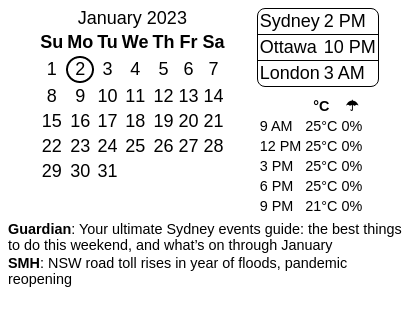 January 2023
Su Mo Tu We Th Fr Sa
1 2 3 4 5 6 7
8 9 10 11 12 13 14
15 16 17 18 19 20 21
22 23 24 25 26 27 28
29 30 31
Sydney 2 PM
Ottawa 10 PM
London 3 AM
°C ☂
9 AM 25°C 0%
12 PM 25°C 0%
3 PM 25°C 0%
6 PM 25°C 0%
9 PM 21°C 0%
Guardian: Your ultimate Sydney events guide: the best things
to do this weekend, and what’s on through January
SMH: NSW road toll rises in year of floods, pandemic
reopening